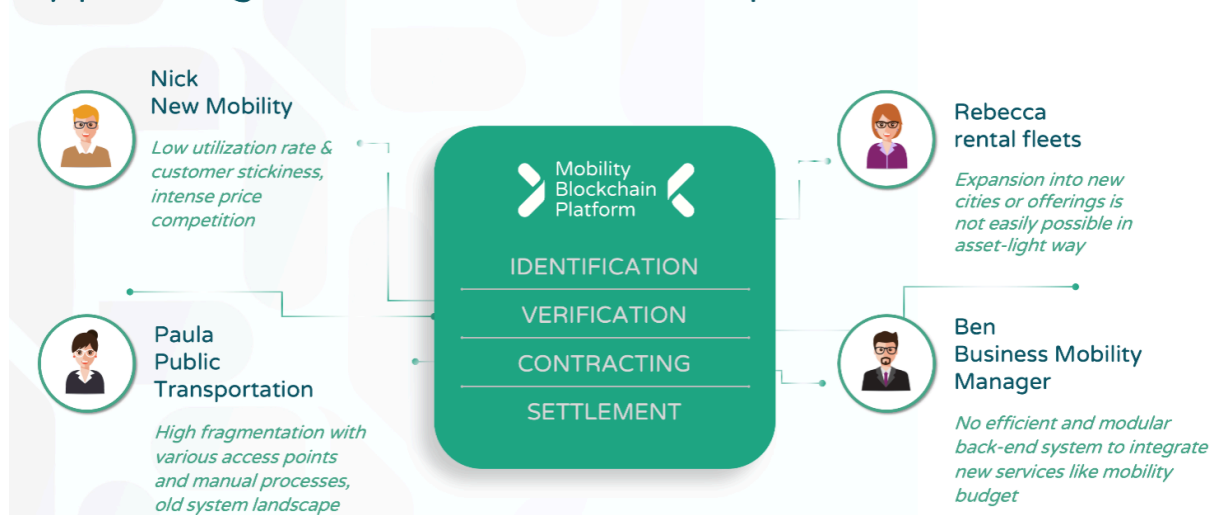 Nick
New Mobility
Low utilization rate &
customer stickiness,
intense price
competition
Paula
Public
Transportation
High fragmentation with
various access points
and manual processes,
old system landscape
Mobility
Blockchain
Platform
IDENTIFICATION
VERIFICATION
CONTRACTING
SETTLEMENT
Rebecca
rental fleets
Expansion into new
cities or offerings is
not easily possible in
asset-light way
Ben
Business Mobility
Manager
No efficient and modular
back-end system to integrate
new services like mobility
budget